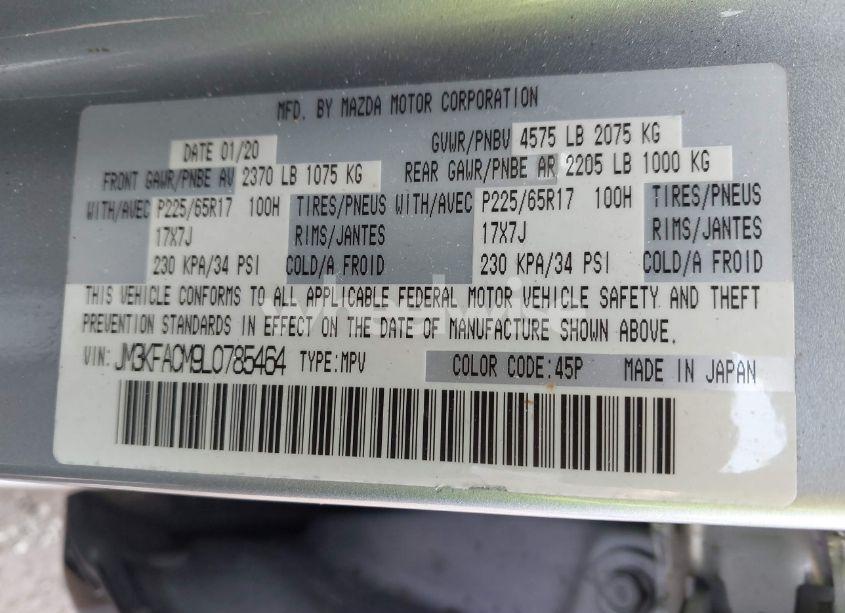 MFD. BY MAZDA MOTOR CORPORATION
DATE 01/20 GVWR/PNBV 4575 LB 2075 KG
FRONT GAWR/PNBE AV 2370 LB 1075 KG REAR GAWR/PNBE AR 2205 LB 1000 KG
WITH/AVEC P225/65R17 100H TIRES/PNEUS WITH/AVEC P225/65R17 100H TIRES/PNEUS
17X7J RIMS/JANTES 17X7J RIMS/JANTES
230 KPA/34 PSI COLD/A FROID 230 KPA/34 PSI COLD/A FROID
THIS VEHICLE CONFORMS TO ALL APPLICABLE FEDERAL MOTOR VEHICLE SAFETY AND THEFT
PREVENTION STANDARDS IN EFFECT ON THE DATE OF MANUFACTURE SHOWN ABOVE.
VIN: JM3KFACM9L0785464 TYPE:MPV COLOR CODE:45P MADE IN JAPAN